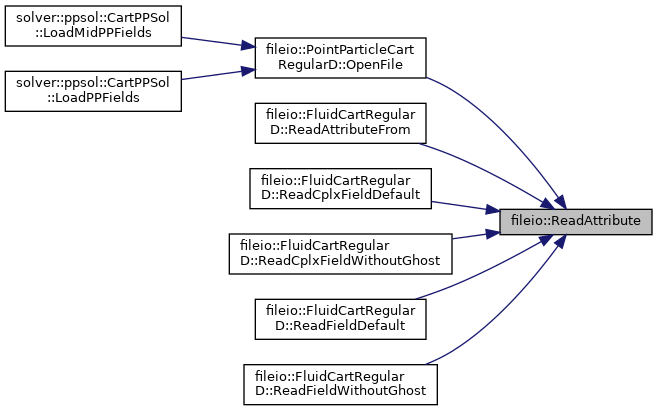 solver::ppsol::CartPPSol
::LoadMidPPFields
solver::ppsol::CartPPSol
::LoadPPFields
fileio::PointParticleCart
RegularD::OpenFile
fileio::FluidCartRegular
D::ReadAttributeFrom
fileio::FluidCartRegular
D::ReadCplxFieldDefault
fileio::FluidCartRegular
D::ReadCplxFieldWithoutGhost
fileio::FluidCartRegular
D::ReadFieldDefault
fileio::FluidCartRegular
D::ReadFieldWithoutGhost
fileio::ReadAttribute